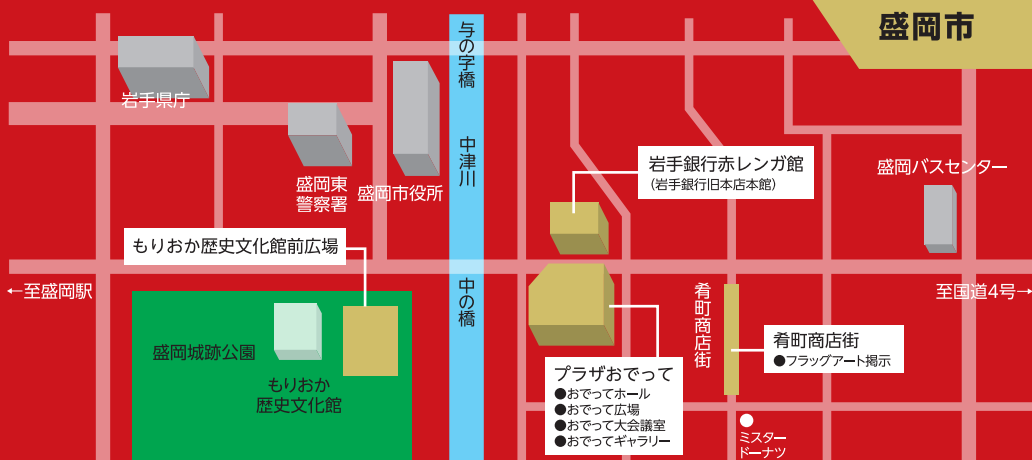 盛岡市
与の字橋
岩手県庁
中津川
盛岡東
警察署
盛岡市役所
岩手銀行赤レンガ館
（岩手銀行旧本店本館）
盛岡バスセンター
もりおか歴史文化館前広場
←至盛岡駅
中の橋
肴町商店街
至国道4号→
盛岡城跡公園
もりおか
歴史文化館
プラザおでって
●おでってホール
●おでって広場
●おでって大会議室
●おでってギャラリー
肴町商店街
●フラッグアート掲示
ミスター
ドーナツ